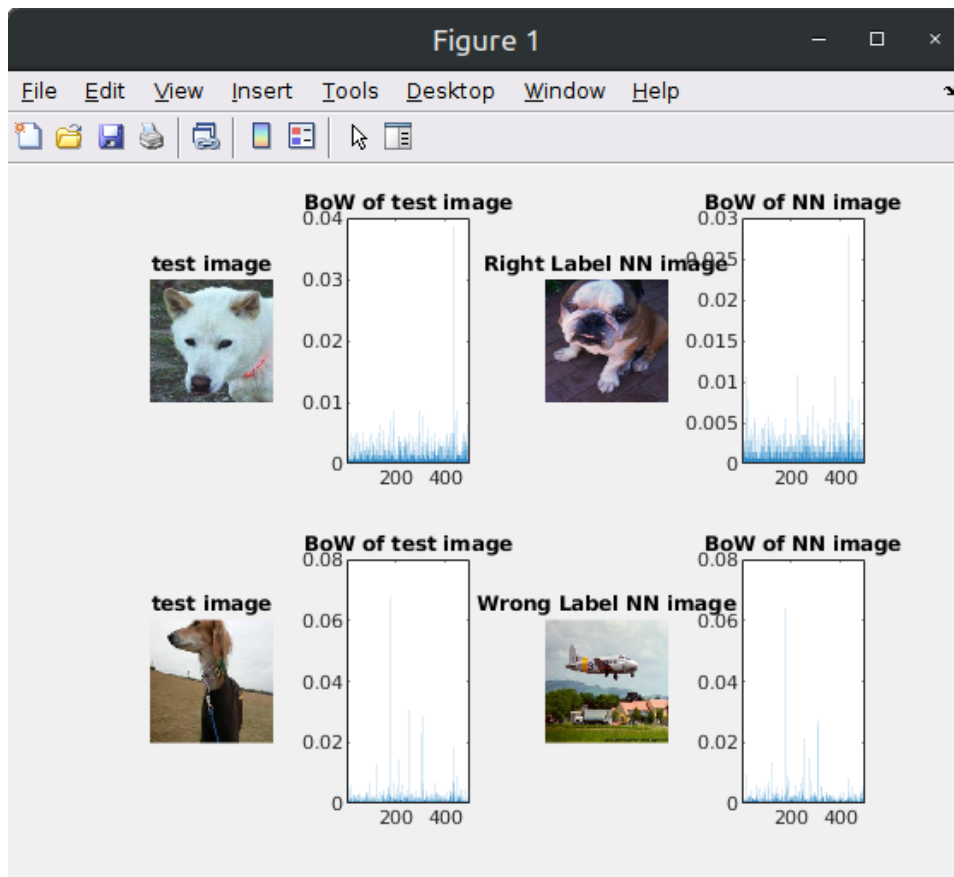 Figure 1
File Edit View Insert Tools Desktop Window Help
BoW of test image
BoW of NN image
test image
0.04
0.03
0.02
0.01
0
200 400
Right Label NN image
0.03
0.025
0.02
0.015
0.01
0.005
0
200 400
BoW of test image
BoW of NN image
test image
0.08
0.06
0.04
0.02
0
200 400
Wrong Label NN image
0.08
0.06
0.04
0.02
0
200 400